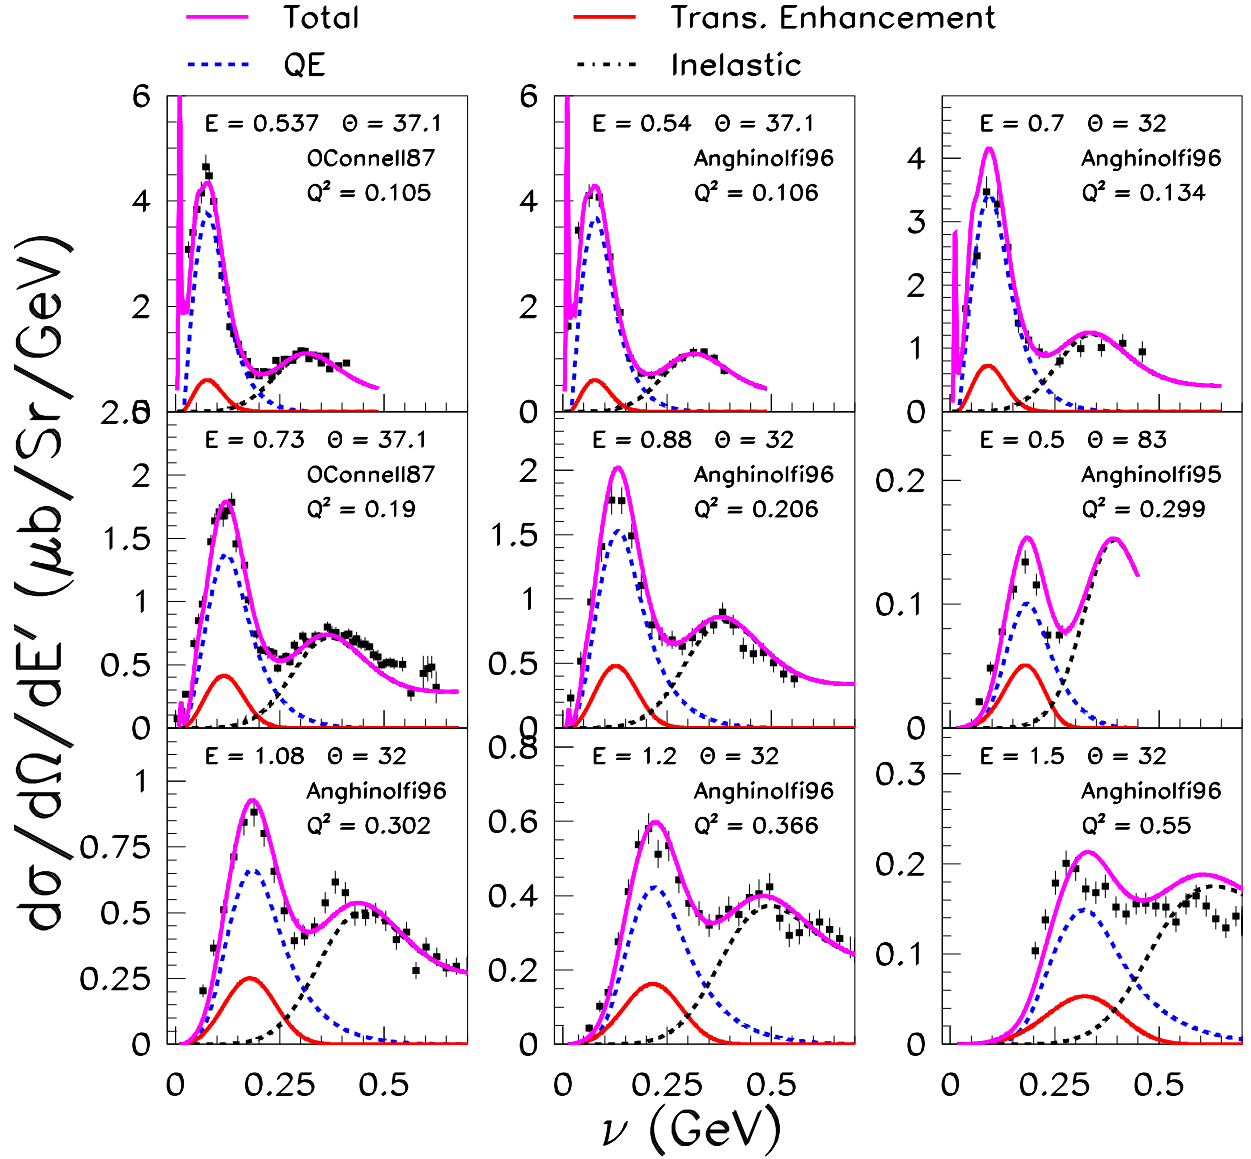 Total
Trans. Enhancement
QE
Inelastic
dσ/dΩ/dE′ (μb/Sr/GeV)
6
4
2
0
E = 0.537 Θ = 37.1
OConnell87
Q² = 0.105
6
4
2
0
E = 0.54 Θ = 37.1
Anghinolfi96
Q² = 0.106
4
3
2
1
0
E = 0.7 Θ = 32
Anghinolfi96
Q² = 0.134
2.0
2
1.5
1
0.5
0
E = 0.73 Θ = 37.1
OConnell87
Q² = 0.19
2
1.5
1
0.5
0
E = 0.88 Θ = 32
Anghinolfi96
Q² = 0.206
0.2
0.1
0
E = 0.5 Θ = 83
Anghinolfi95
Q² = 0.299
1
0.75
0.5
0.25
0
E = 1.08 Θ = 32
Anghinolfi96
Q² = 0.302
0.8
0.6
0.4
0.2
0
E = 1.2 Θ = 32
Anghinolfi96
Q² = 0.366
0.3
0.2
0.1
0
E = 1.5 Θ = 32
Anghinolfi96
Q² = 0.55
0 0.25 0.5
0 0.25 0.5
0 0.25 0.5
ν (GeV)